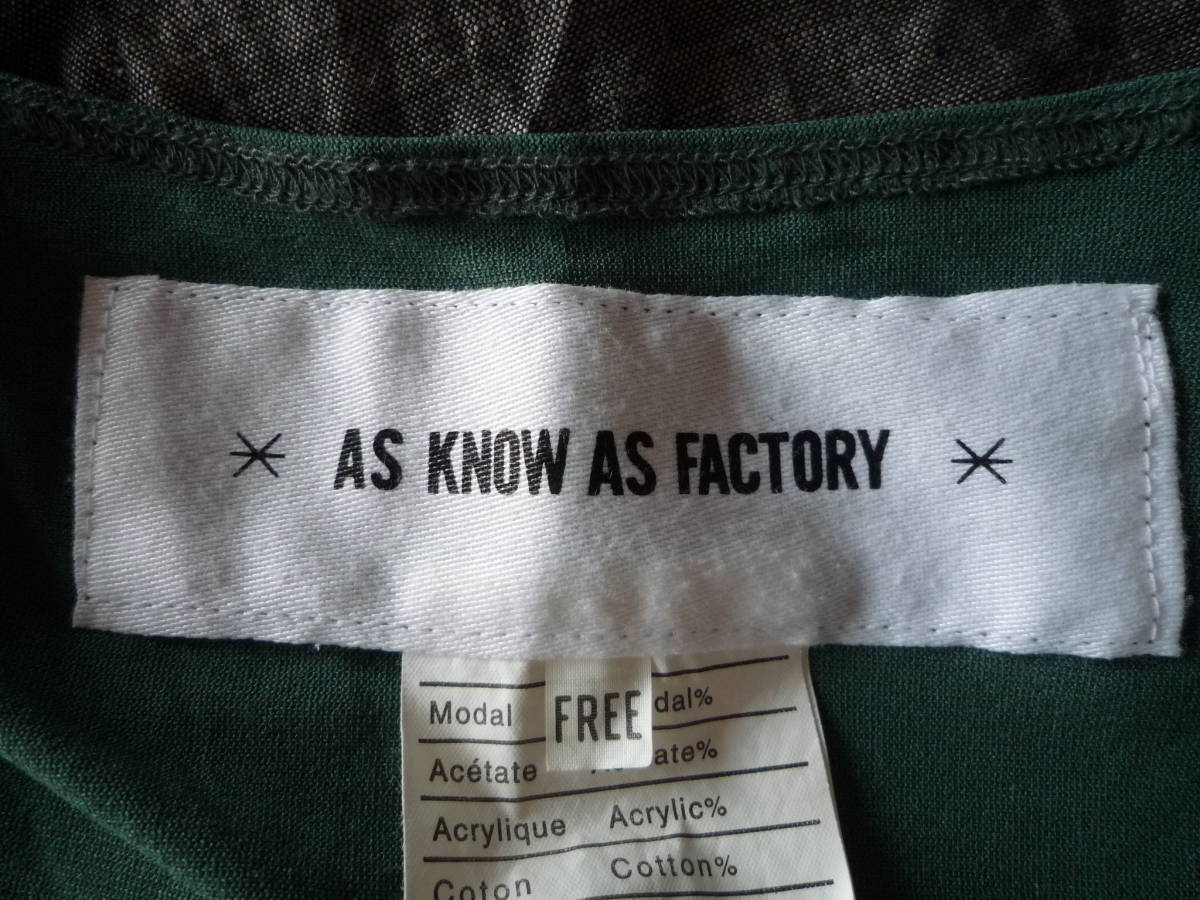 AS KNOW AS FACTORY
FREE
Modal dal%
Acétate ate%
Acrylique Acrylic%
Coton Cotton%